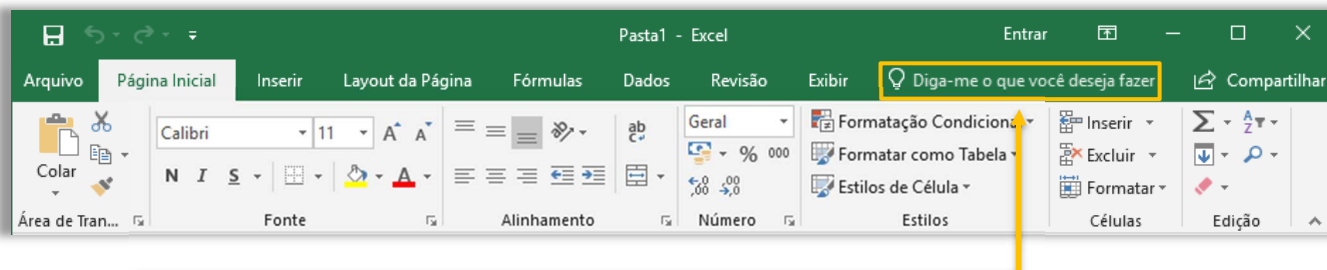 Pasta1 - Excel Entrar
Arquivo Página Inicial Inserir Layout da Página Fórmulas Dados Revisão Exibir Diga-me o que você deseja fazer Compartilhar
Calibri 11 A A ab Geral Formatação Condicional Inserir Σ A Z
Colar % 000 Formatar como Tabela Excluir
N I S A ,00 Estilos de Célula Formatar
Área de Tran... Fonte Alinhamento Número Estilos Células Edição